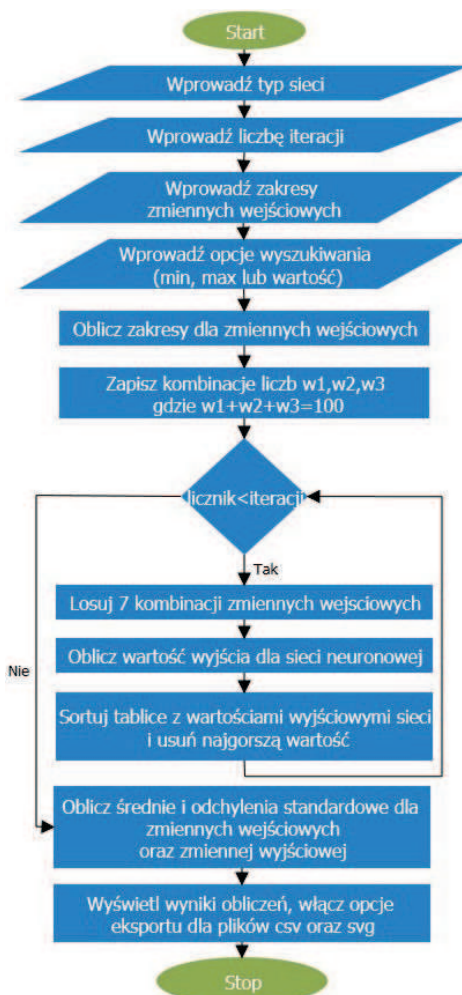 Start
Wprowadź typ sieci
Wprowadź liczbę iteracji
Wprowadź zakresy
zmiennych wejściowych
Wprowadź opcje wyszukiwania
(min, max lub wartość)
Oblicz zakresy dla zmiennych wejściowych
Zapisz kombinacje liczb w1,w2,w3
gdzie w1+w2+w3=100
licznik<iteracji
Tak
Losuj 7 kombinacji zmiennych wejsciowych
Oblicz wartość wyjścia dla sieci neuronowej
Nie
Sortuj tablice z wartościami wyjściowymi sieci
i usuń najgorszą wartość
Oblicz średnie i odchylenia standardowe dla
zmiennych wejściowych
oraz zmiennej wyjściowej
Wyświetl wyniki obliczeń, włącz opcje
eksportu dla plików csv oraz svg
Stop